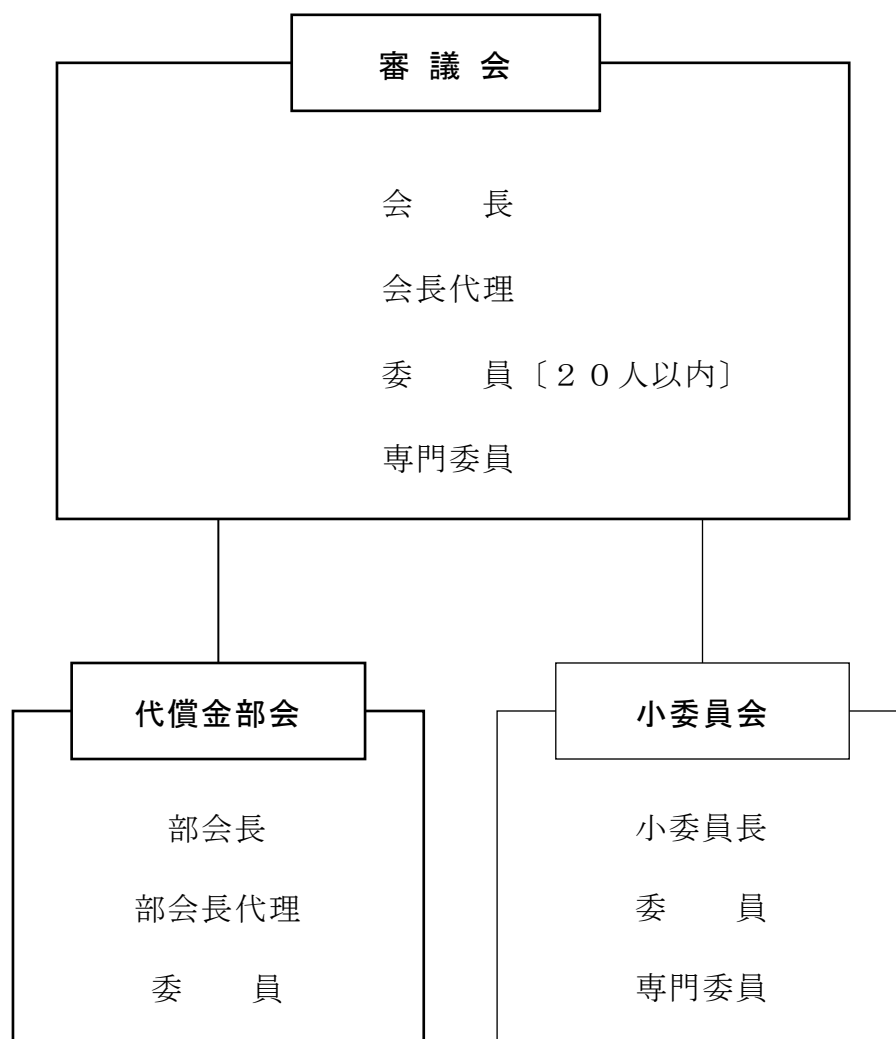 審 議 会
会　　長
会長代理
委　　員〔２０人以内〕
専門委員
代償金部会
部会長
部会長代理
委　　員
小委員会
小委員長
委　　員
専門委員